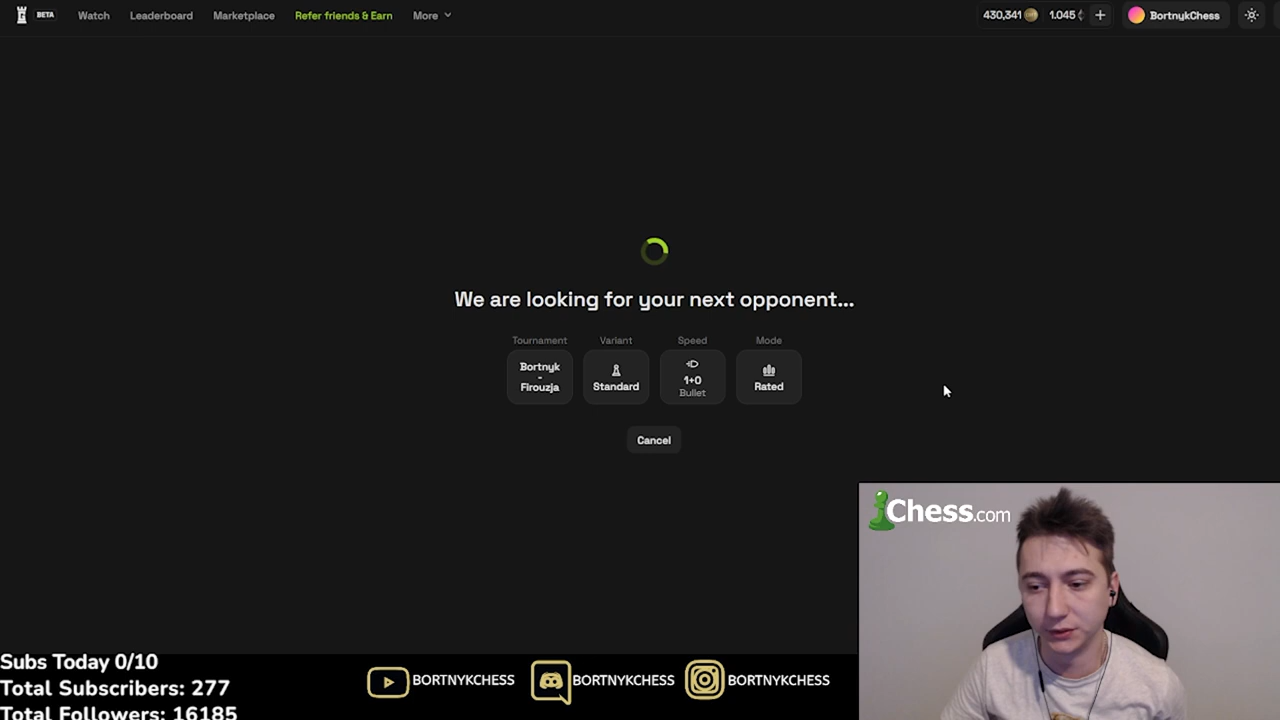 BETA Watch Leaderboard Marketplace Refer friends & Earn More 430,341 1.045 + BortnykChess
We are looking for your next opponent...
Tournament Variant Speed Mode
Bortnyk
-
Firouzja
Standard
1+0
Bullet
Rated
Cancel
Chess.com
Subs Today 0/10
Total Subscribers: 277
Total Followers: 16185
BORTNYKCHESS BORTNYKCHESS BORTNYKCHESS